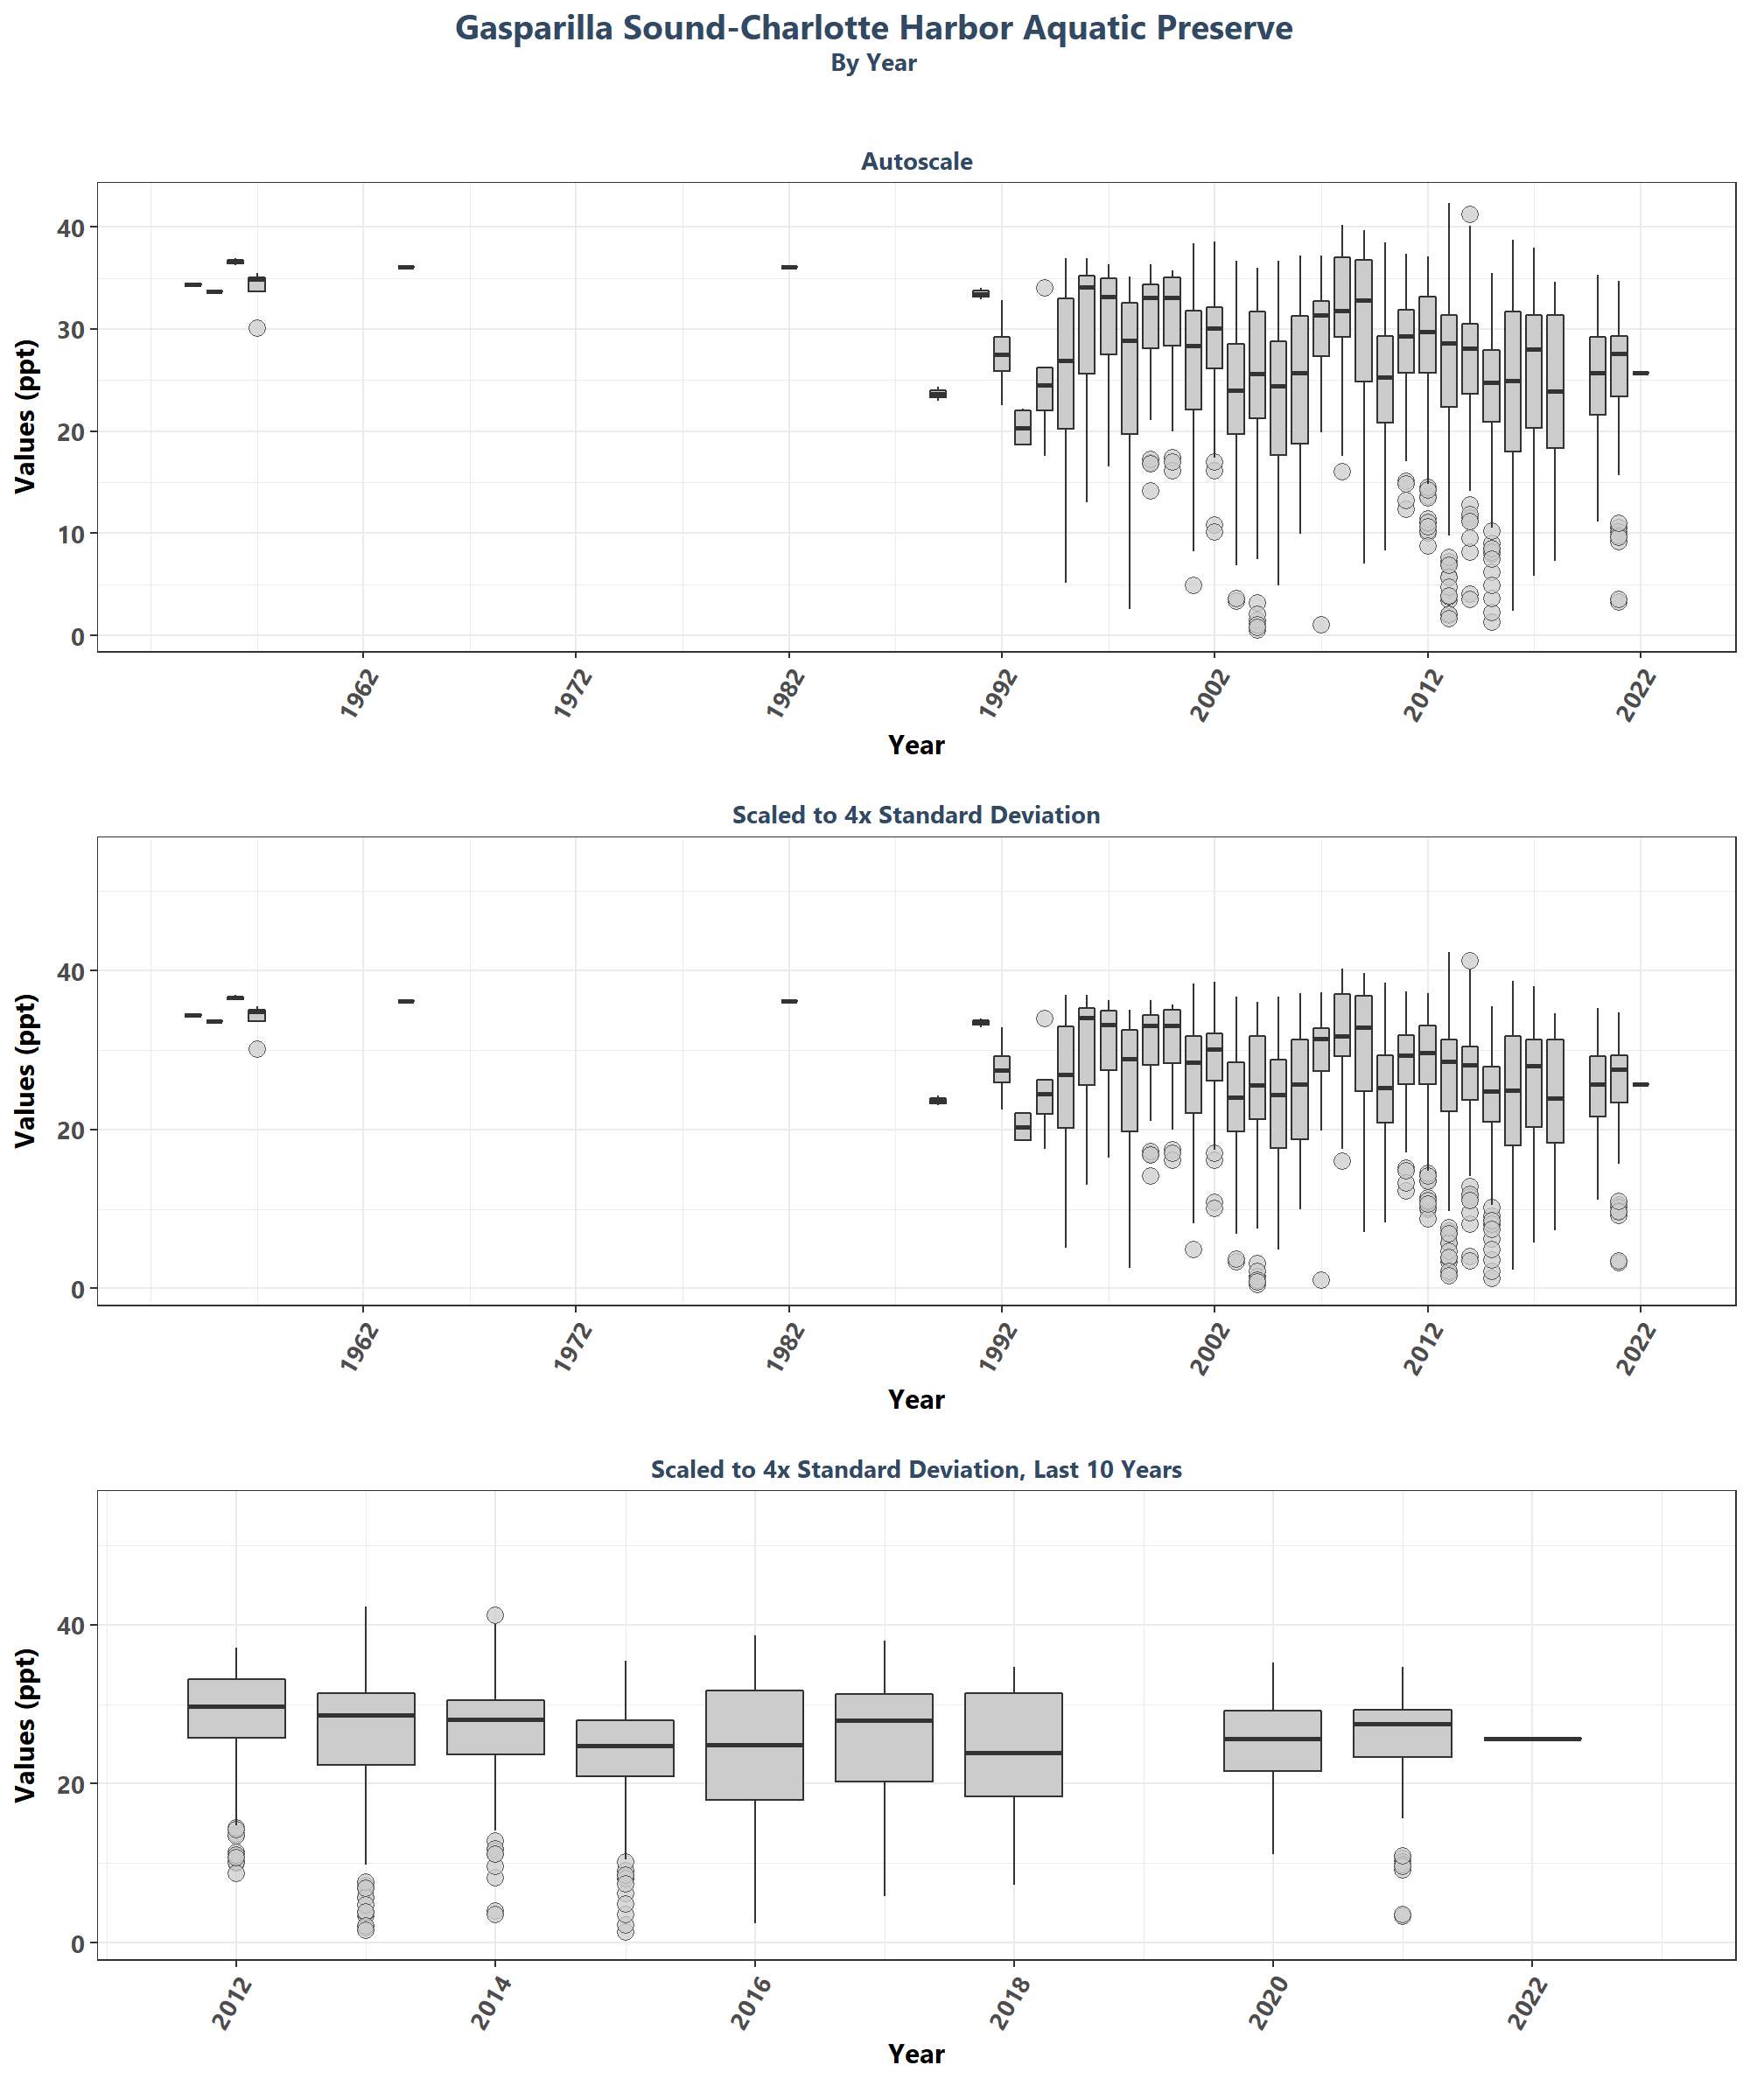 Gasparilla Sound-Charlotte Harbor Aquatic Preserve
By Year
Autoscale
Values (ppt)
40
30
20
10
0
1962
1972
1982
1992
2002
2012
2022
Year
Scaled to 4x Standard Deviation
Values (ppt)
40
20
0
1962
1972
1982
1992
2002
2012
2022
Year
Scaled to 4x Standard Deviation, Last 10 Years
Values (ppt)
40
20
0
2012
2014
2016
2018
2020
2022
Year